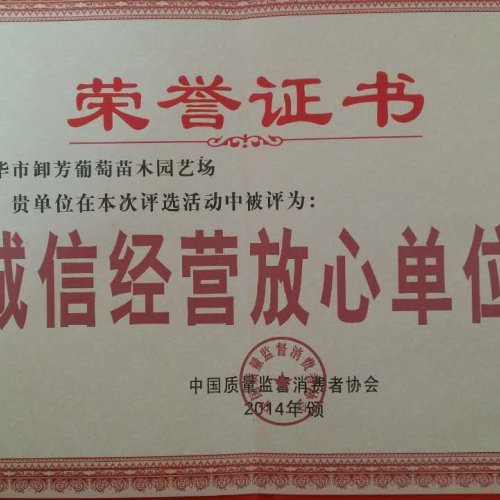 荣誉证书
华市卸芳葡萄苗木园艺场
贵单位在本次评选活动中被评为：
诚信经营放心单位
中国质量监督消费者协会
2014年颁